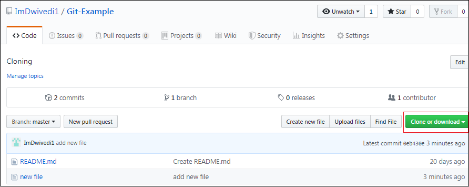 ImDwivedi1 / Git-Example
Unwatch 1 Star 0 Fork 0
Code Issues 0 Pull requests 0 Projects 0 Wiki Security Insights Settings
Cloning Edit
Manage topics
2 commits 1 branch 0 releases 1 contributor
Branch: master New pull request Create new file Upload files Find File Clone or download
ImDwivedi1 add new file Latest commit 3 minutes ago
README.md Create README.md 20 days ago
new file add new file 3 minutes ago